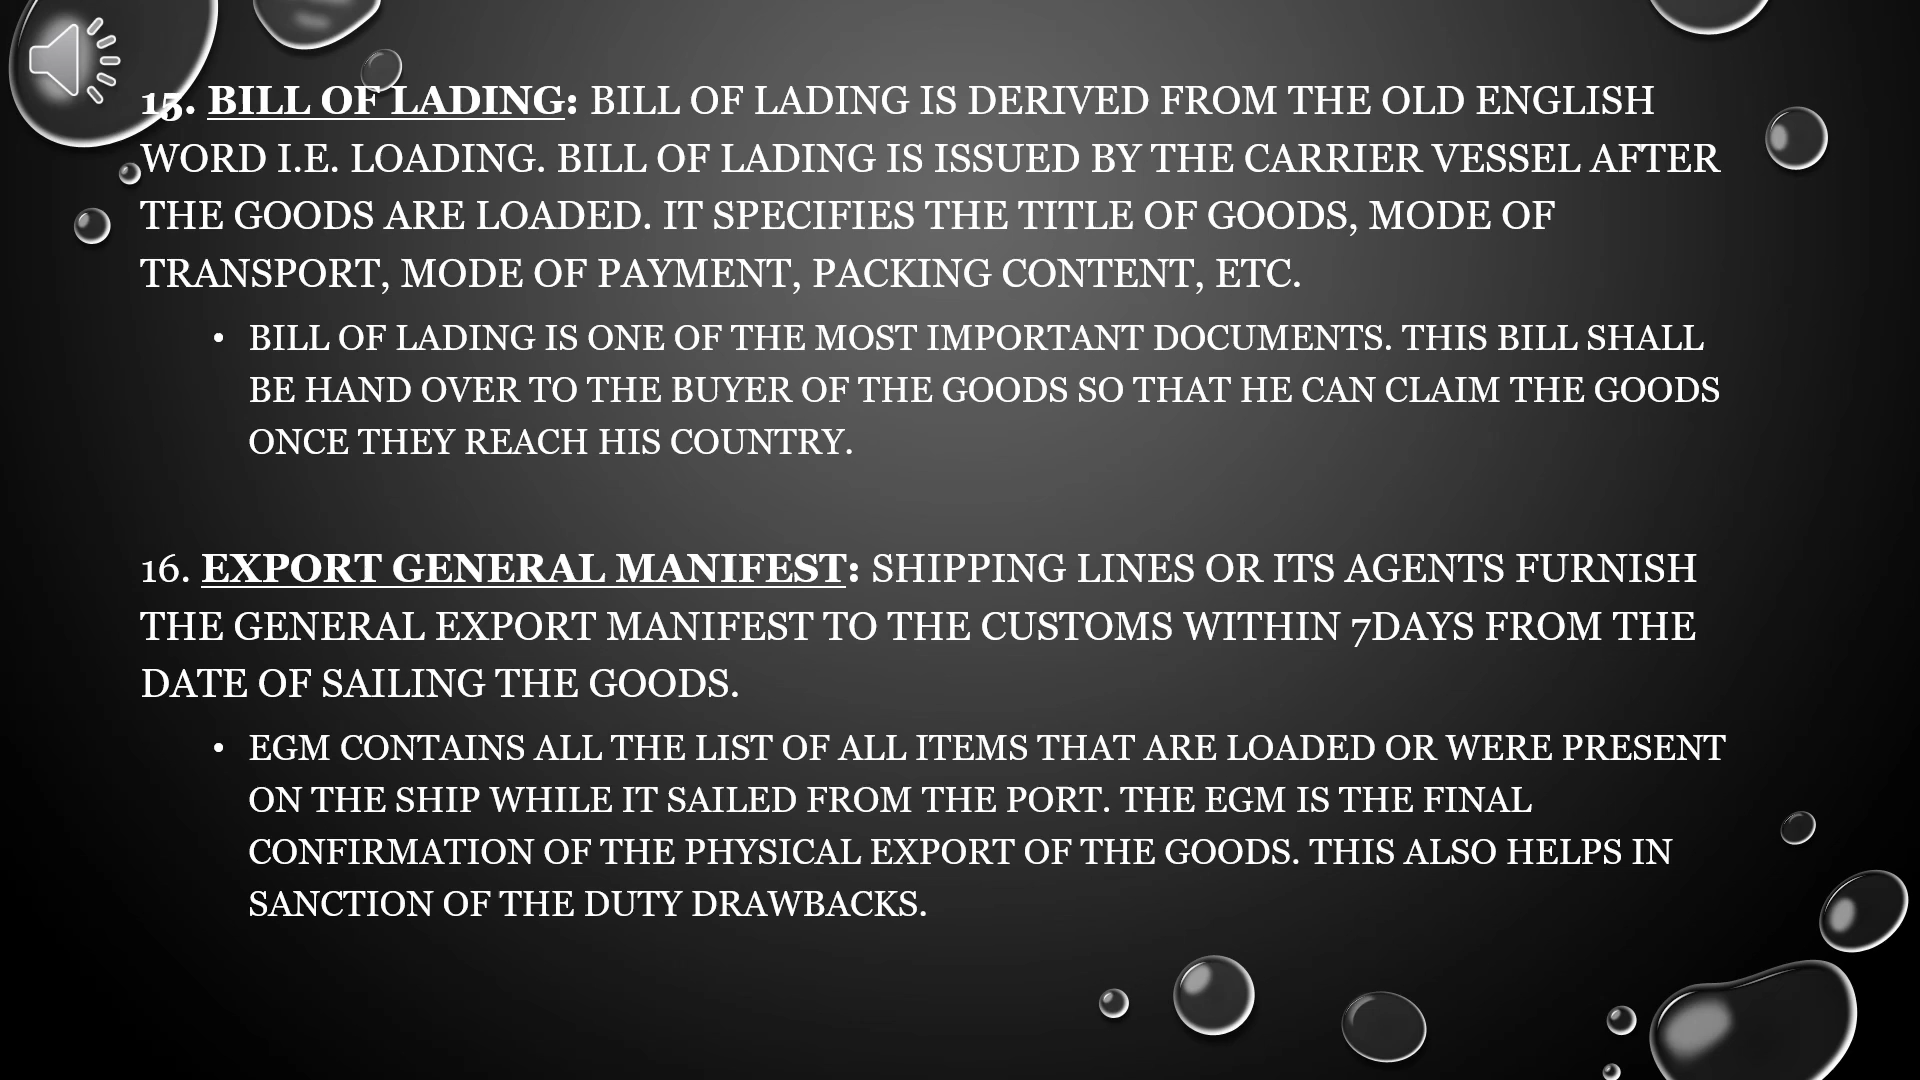 15. BILL OF LADING: BILL OF LADING IS DERIVED FROM THE OLD ENGLISH
WORD I.E. LOADING. BILL OF LADING IS ISSUED BY THE CARRIER VESSEL AFTER
THE GOODS ARE LOADED. IT SPECIFIES THE TITLE OF GOODS, MODE OF
TRANSPORT, MODE OF PAYMENT, PACKING CONTENT, ETC.
• BILL OF LADING IS ONE OF THE MOST IMPORTANT DOCUMENTS. THIS BILL SHALL
BE HAND OVER TO THE BUYER OF THE GOODS SO THAT HE CAN CLAIM THE GOODS
ONCE THEY REACH HIS COUNTRY.
16. EXPORT GENERAL MANIFEST: SHIPPING LINES OR ITS AGENTS FURNISH
THE GENERAL EXPORT MANIFEST TO THE CUSTOMS WITHIN 7DAYS FROM THE
DATE OF SAILING THE GOODS.
• EGM CONTAINS ALL THE LIST OF ALL ITEMS THAT ARE LOADED OR WERE PRESENT
ON THE SHIP WHILE IT SAILED FROM THE PORT. THE EGM IS THE FINAL
CONFIRMATION OF THE PHYSICAL EXPORT OF THE GOODS. THIS ALSO HELPS IN
SANCTION OF THE DUTY DRAWBACKS.